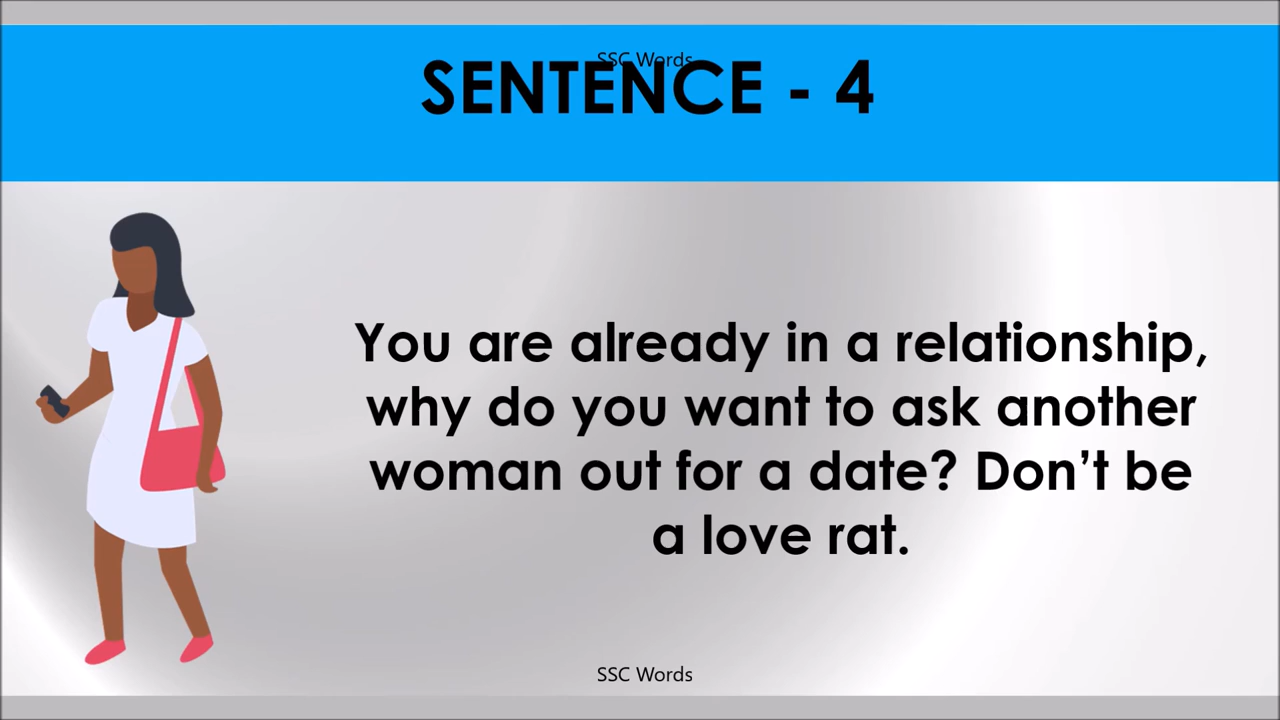 SSC Words
SENTENCE - 4
You are already in a relationship,
why do you want to ask another
woman out for a date? Don’t be
a love rat.
SSC Words